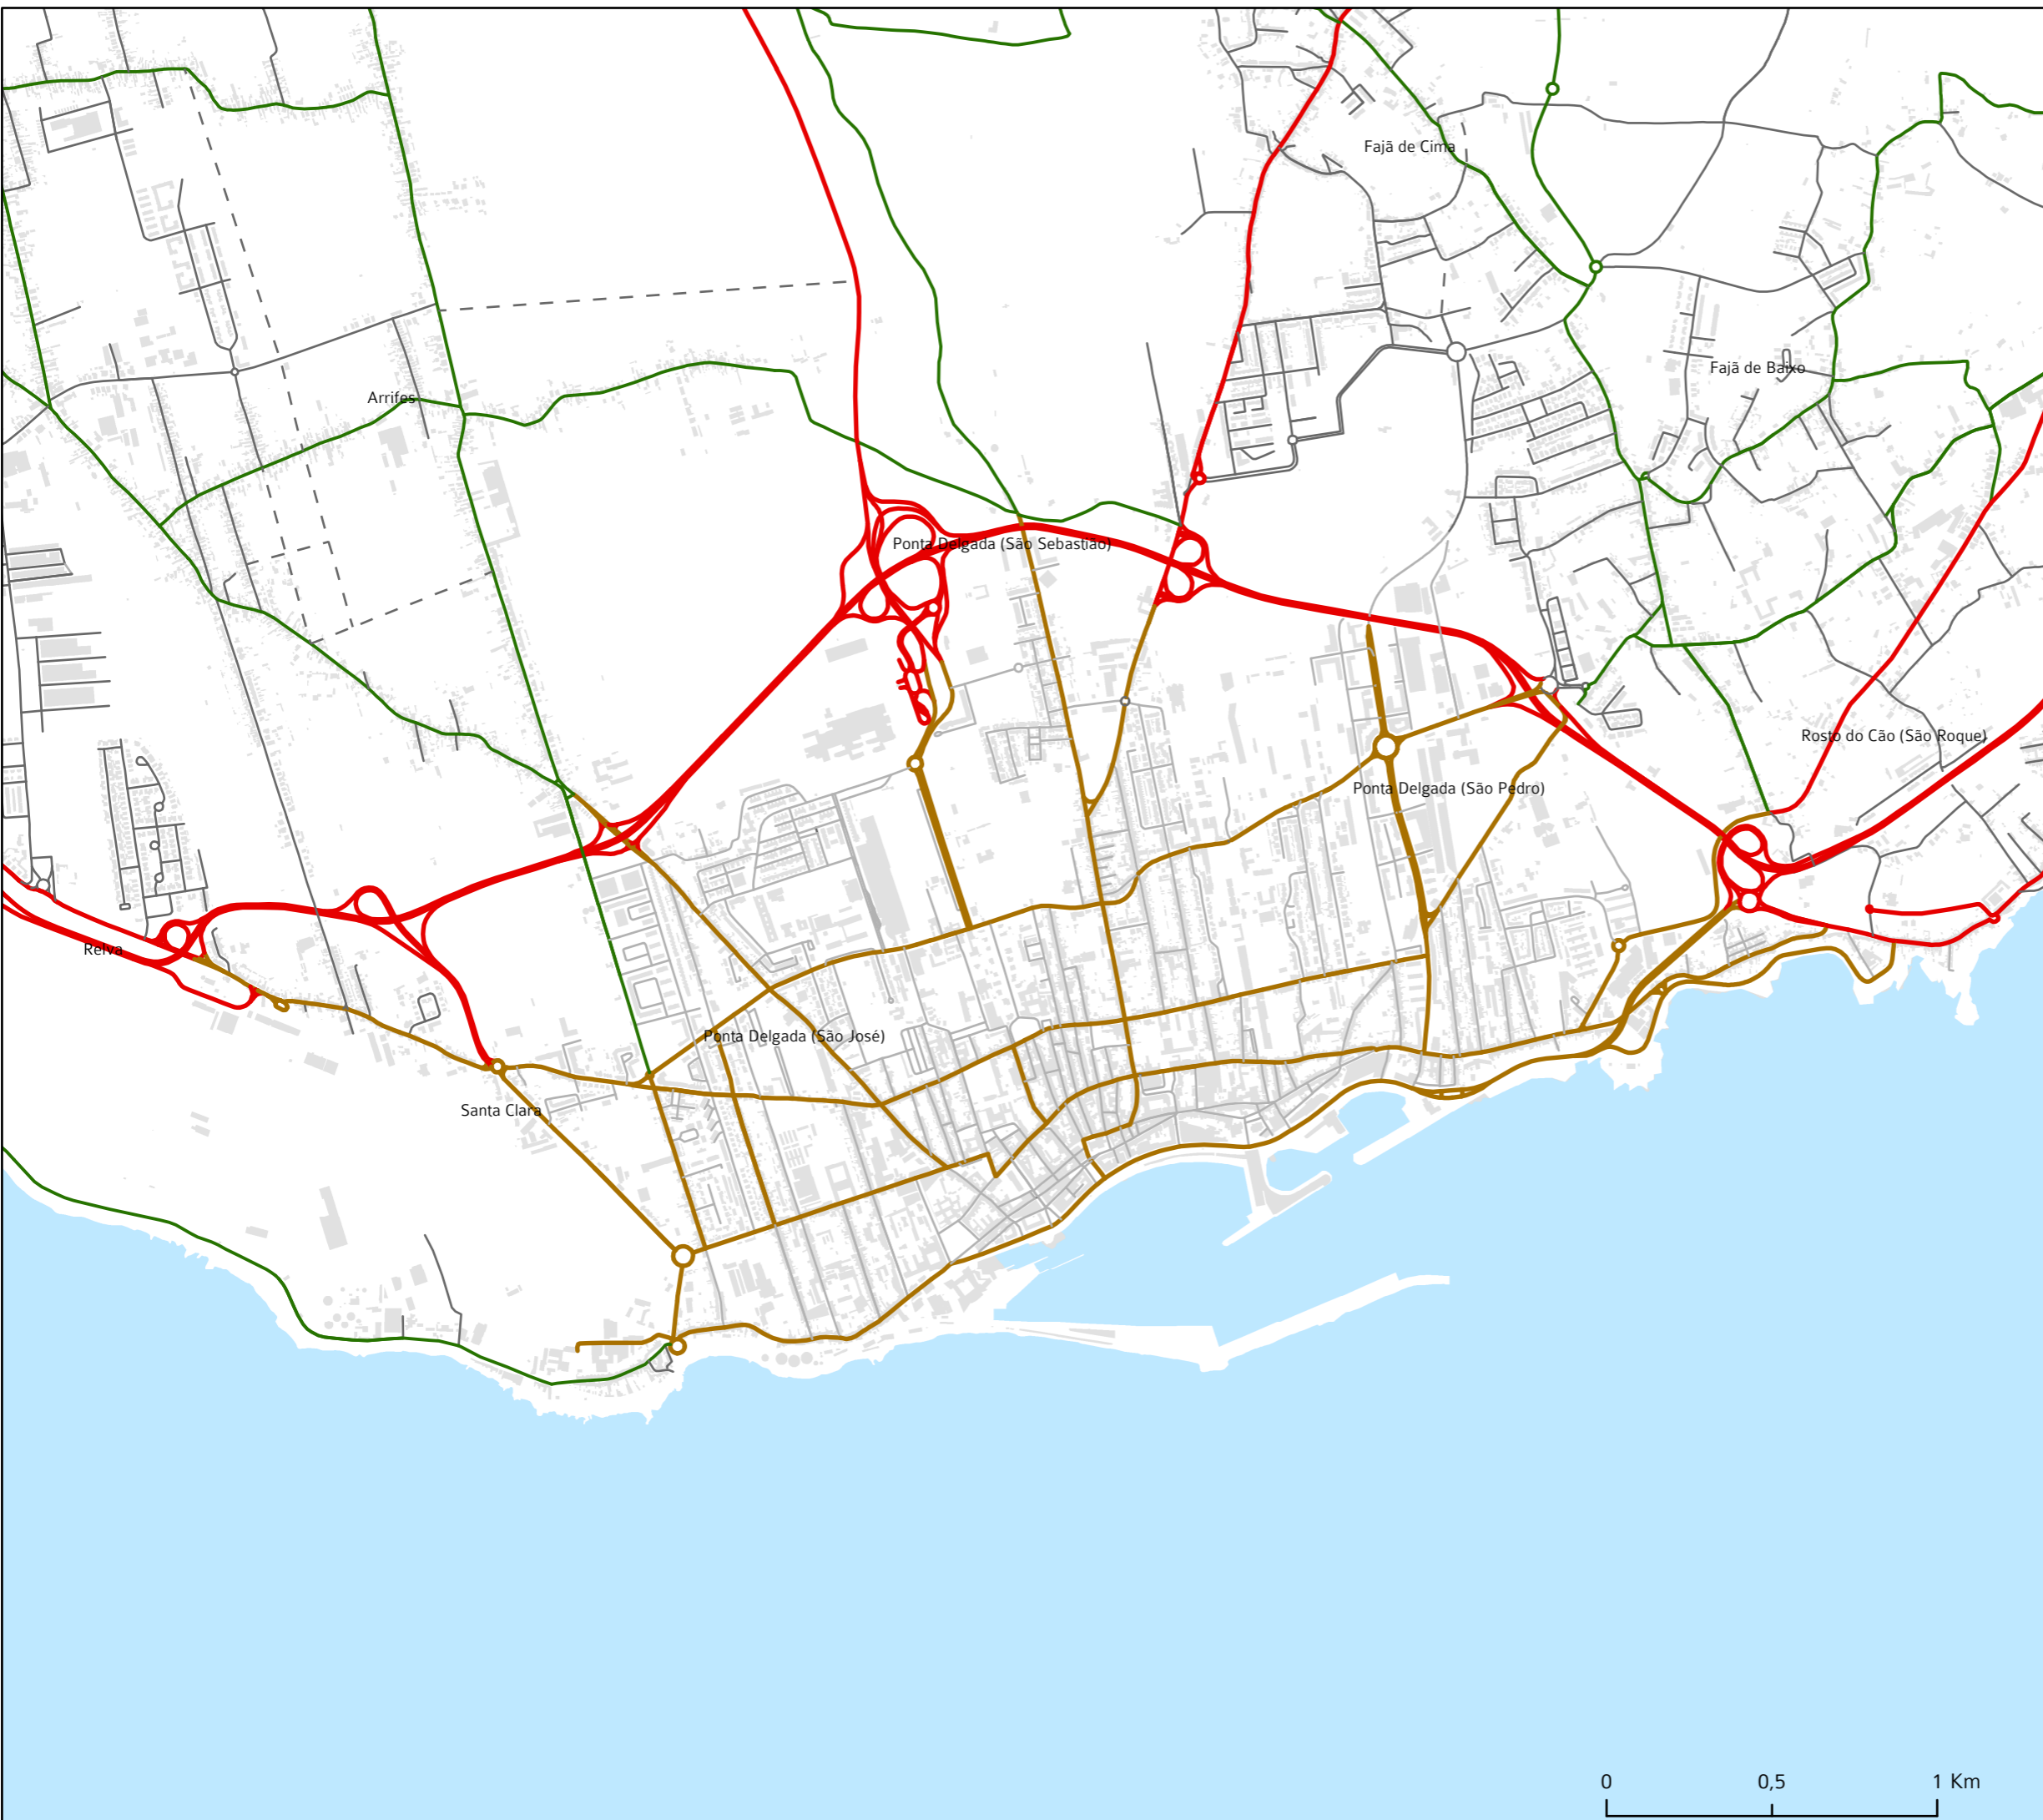 Fajã de Cima
Fajã de Baixo
Arrifes
Ponta Delgada (São Sebastião)
Rosto do Cão (São Roque)
Ponta Delgada (São Pedro)
Relva
Ponta Delgada (São José)
Santa Clara
0 0,5 1 Km